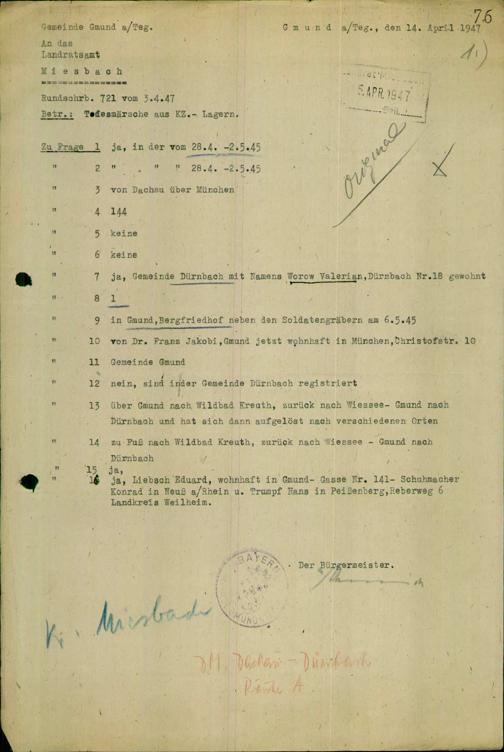 76
Gemeinde Gmund a/Teg.
G m u n d a/Teg., den 14. April 1947
1)
An das
Landratsamt
M i e s b a c h
5. APR. 1947
Rundschrb. 721 vom 3.4.47
Betr.: Todesmärsche aus KZ.- Lagern.
Original
Zu Frage 1 ja, in der vom 28.4. -2.5.45
" 2 " " " " 28.4. -2.5.45
" 3 von Dachau über München
" 4 144
" 5 keine
" 6 keine
" 7 ja, Gemeinde Dürnbach mit Namens Worow Valerian,Dürnbach Nr.18 gewohnt
" 8 1
" 9 in Gmund,Bergfriedhof neben den Soldatengräbern am 6.5.45
" 10 von Dr. Franz Jakobi,Gmund jetzt wohnhaft in München,Christofstr. 10
" 11 Gemeinde Gmund
" 12 nein, sind inder Gemeinde Dürnbach registriert
" 13 über Gmund nach Wildbad Kreuth, zurück nach Wiessee- Gmund nach
Dürnbach und hat sich dann aufgelöst nach verschiedenen Orten
" 14 zu Fuß nach Wildbad Kreuth, zurück nach Wiessee - Gmund nach
Dürnbach
" 15 ja,
" 16 ja, Liebsch Eduard, wohnhaft in Gmund- Gasse Nr. 141- Schuhmacher
Konrad in Neuß a/Rhein u. Trumpf Hans in Peißenberg,Reberweg 6
Landkreis Weilheim.
BAYERN
Der Bürgermeister.
Kr. Miesbach
DM. Dachau - Dürnbach
Route A